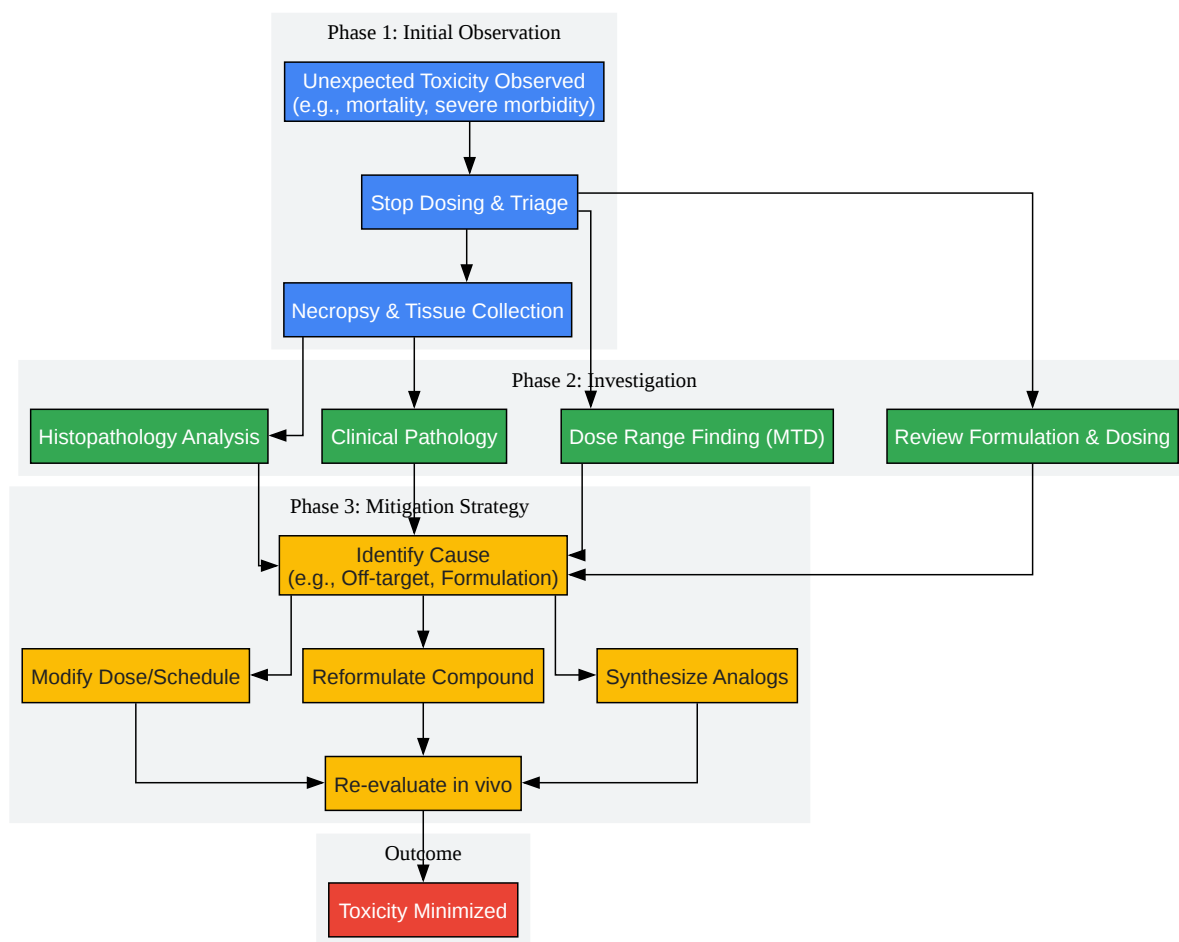 Phase 1: Initial Observation
Unexpected Toxicity Observed
(e.g., mortality, severe morbidity)
Stop Dosing & Triage
Necropsy & Tissue Collection
Phase 2: Investigation
Histopathology Analysis
Clinical Pathology
Dose Range Finding (MTD)
Review Formulation & Dosing
Phase 3: Mitigation Strategy
Identify Cause
(e.g., Off-target, Formulation)
Modify Dose/Schedule
Reformulate Compound
Synthesize Analogs
Re-evaluate in vivo
Outcome
Toxicity Minimized